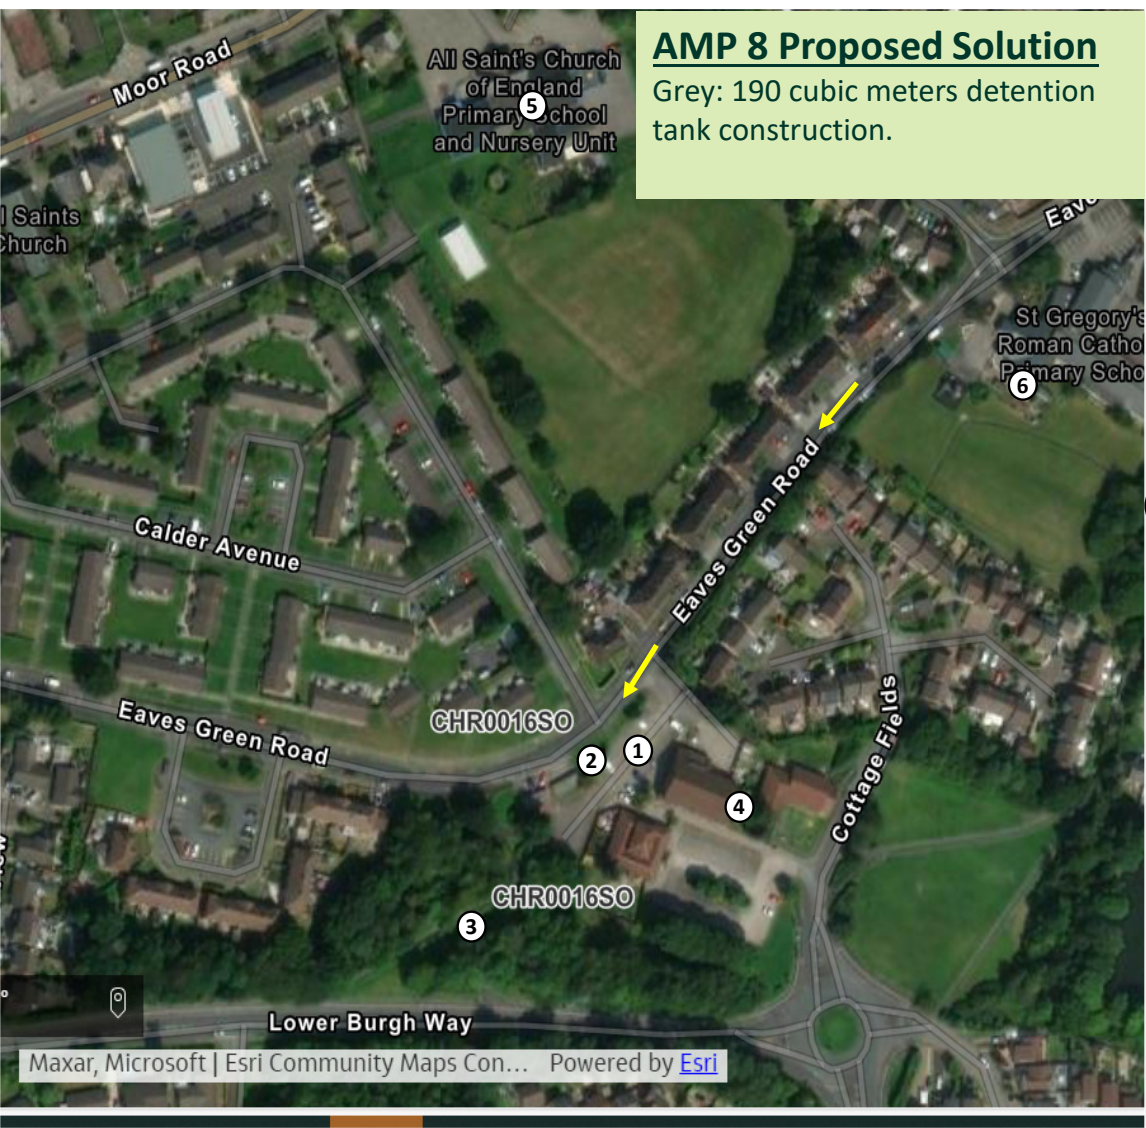 AMP 8 Proposed Solution
Grey: 190 cubic meters detention
tank construction.
Moor Road
All Saint's Church
of England
Primary School
and Nursery Unit
5
l Saints
Church
Eave
St Gregory's
Roman Catho
Primary Scho
6
Eaves Green Road
Calder Avenue
Eaves Green Road
CHR0016SO
2
1
4
Cottage Fields
CHR0016SO
3
Lower Burgh Way
Maxar, Microsoft | Esri Community Maps Con... Powered by Esri